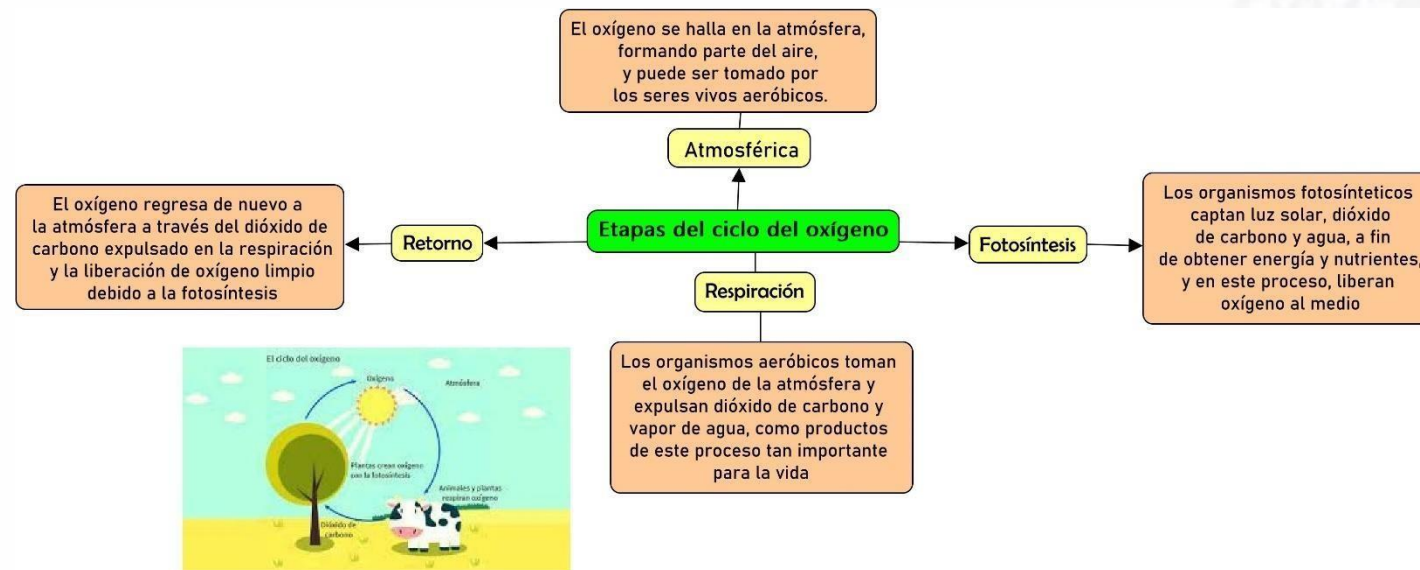 El oxígeno se halla en la atmósfera,
formando parte del aire,
y puede ser tomado por
los seres vivos aeróbicos.
Atmosférica
El oxígeno regresa de nuevo a
la atmósfera a través del dióxido de
carbono expulsado en la respiración
y la liberación de oxígeno limpio
debido a la fotosíntesis
Retorno
Etapas del ciclo del oxígeno
Fotosíntesis
Los organismos fotosínteticos
captan luz solar, dióxido
de carbono y agua, a fin
de obtener energía y nutrientes,
y en este proceso, liberan
oxígeno al medio
Respiración
Los organismos aeróbicos toman
el oxígeno de la atmósfera y
expulsan dióxido de carbono y
vapor de agua, como productos
de este proceso tan importante
para la vida
El ciclo del oxígeno
Oxígeno
Atmósfera
Plantas crean oxígeno
con la fotosíntesis
Animales y plantas
respiran oxígeno
Dióxido de
carbono